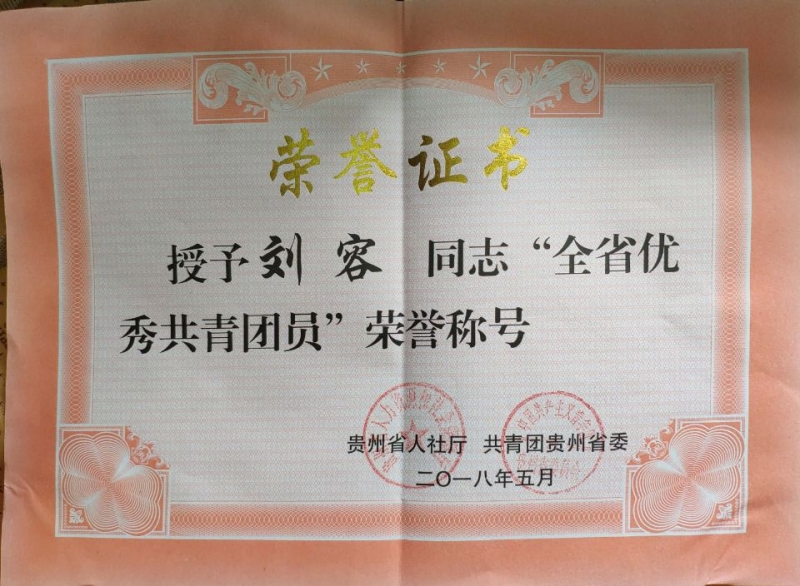 荣誉证书
授予刘容 同志“全省优
秀共青团员”荣誉称号
贵州省人社厅 共青团贵州省委
二〇一八年五月